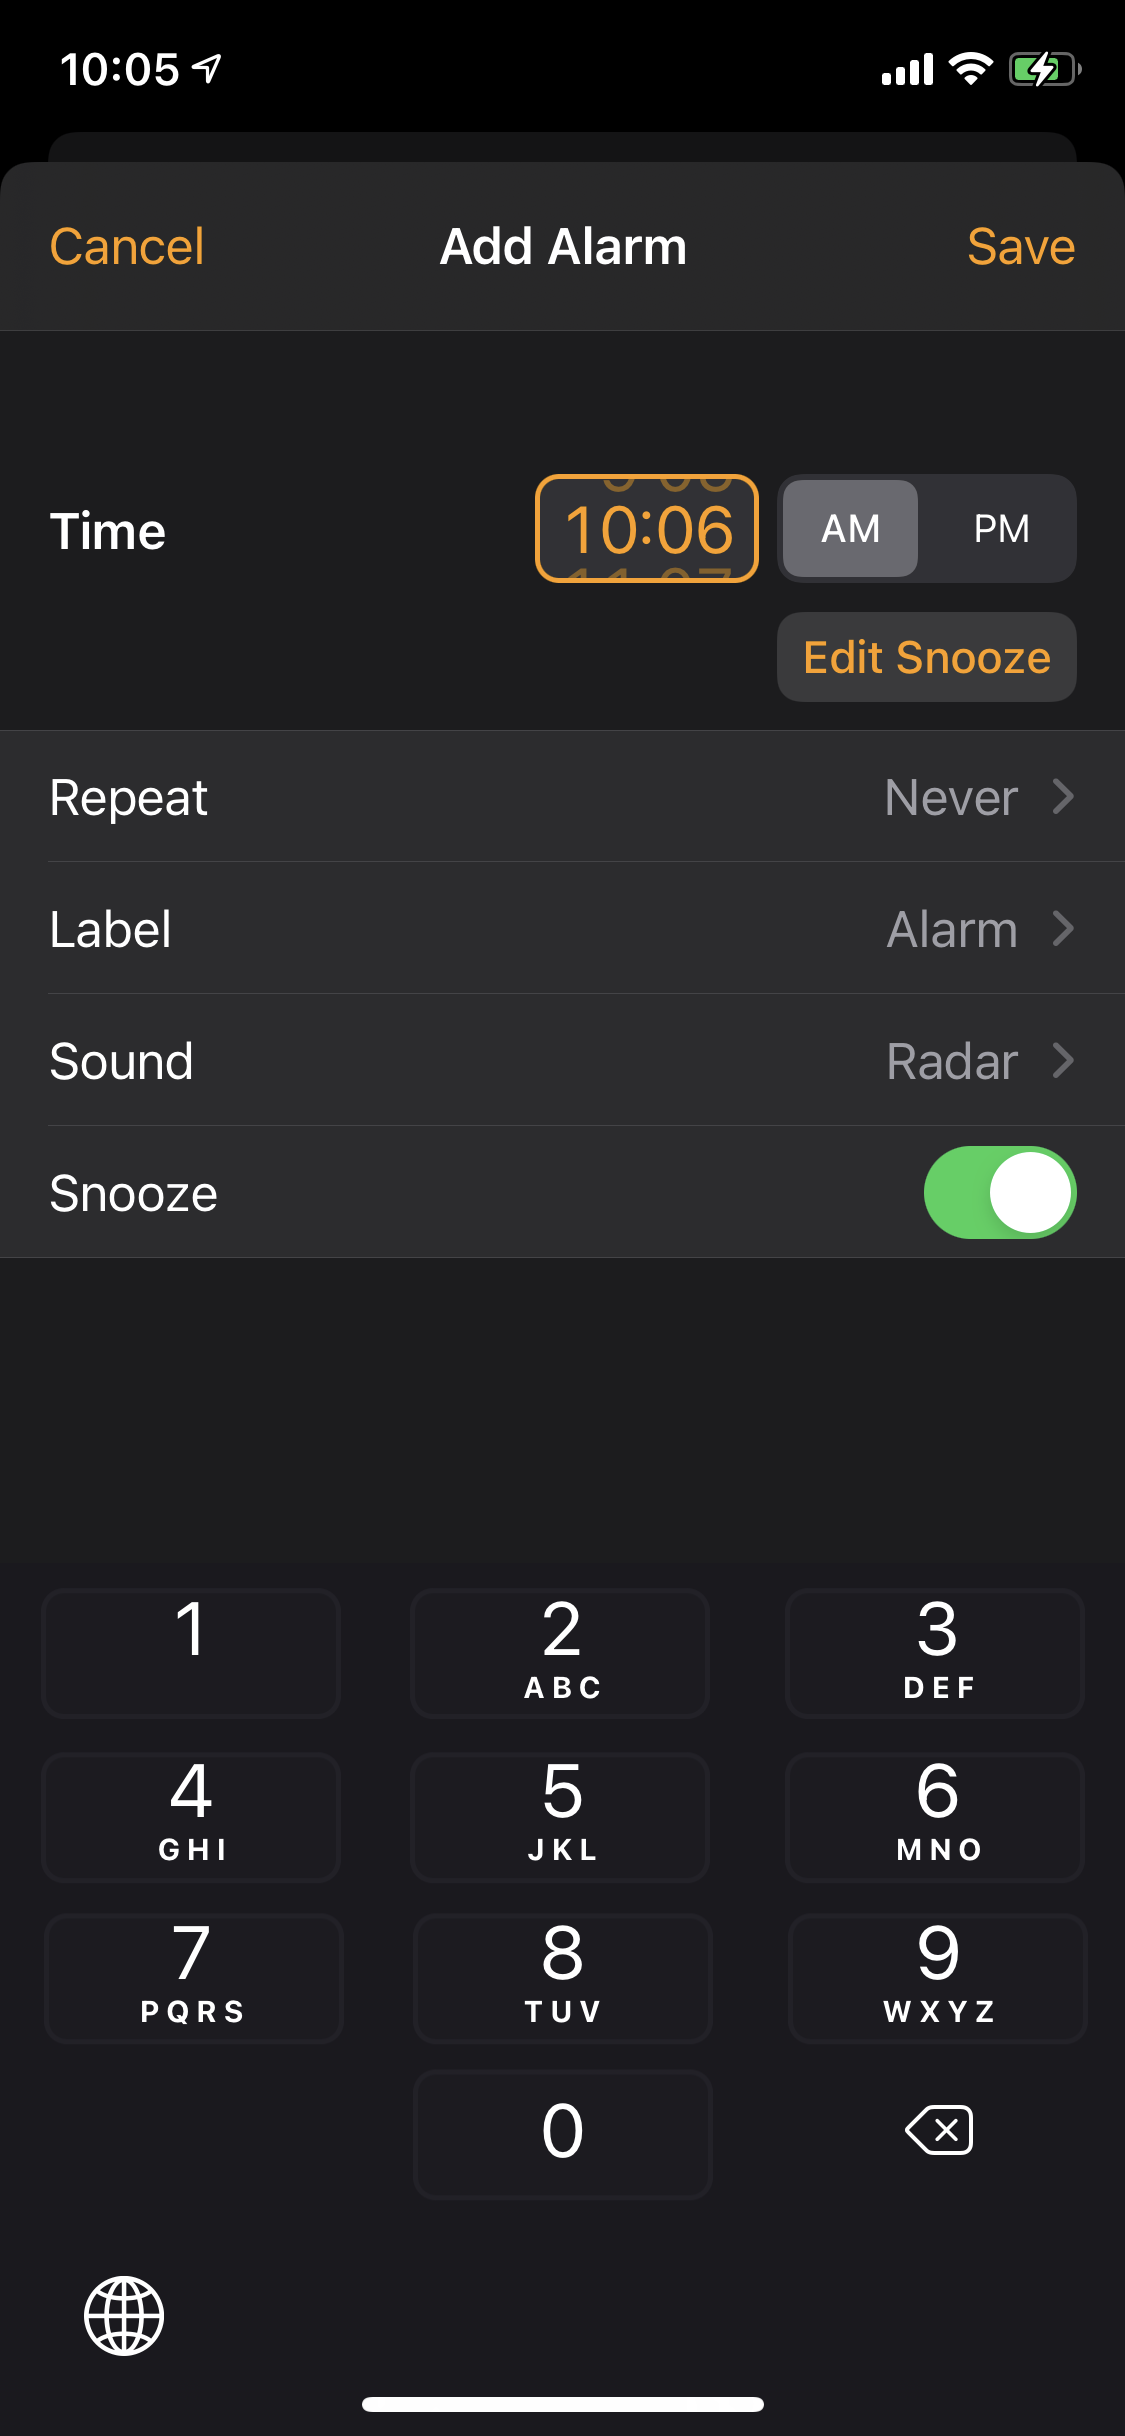 10:05
Cancel Add Alarm Save
Time 10:06 AM PM
Edit Snooze
Repeat Never
Label Alarm
Sound Radar
Snooze
1 2 3
ABC DEF
4 5 6
GHI JKL MNO
7 8 9
PQRS TUV WXYZ
0